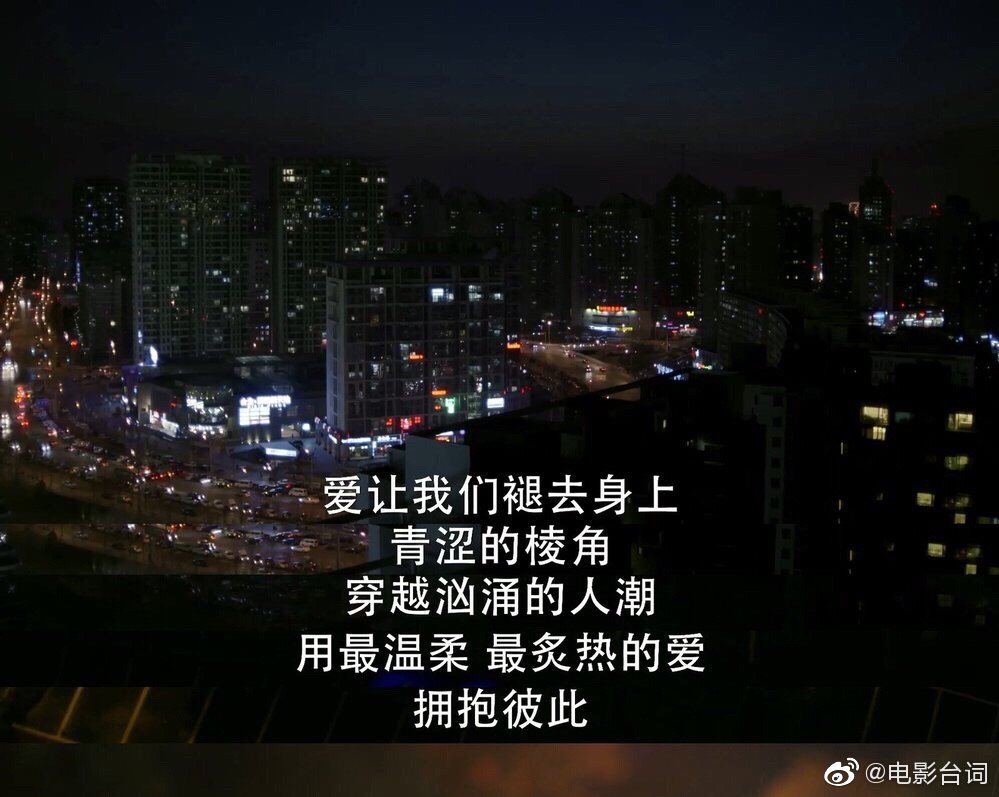 爱让我们褪去身上
青涩的棱角
穿越汹涌的人潮
用最温柔 最炙热的爱
拥抱彼此
@电影台词